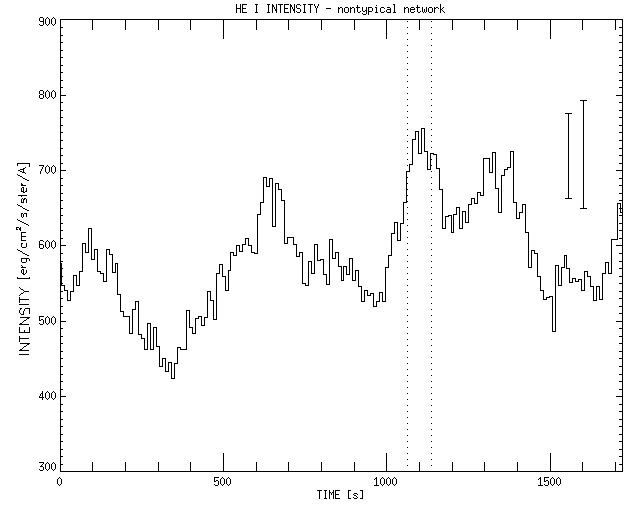 HE I INTENSITY - nontypical network
900
800
700
600
500
400
300
INTENSITY [erg/cm²/s/ster/A]
0 500 1000 1500
TIME [s]